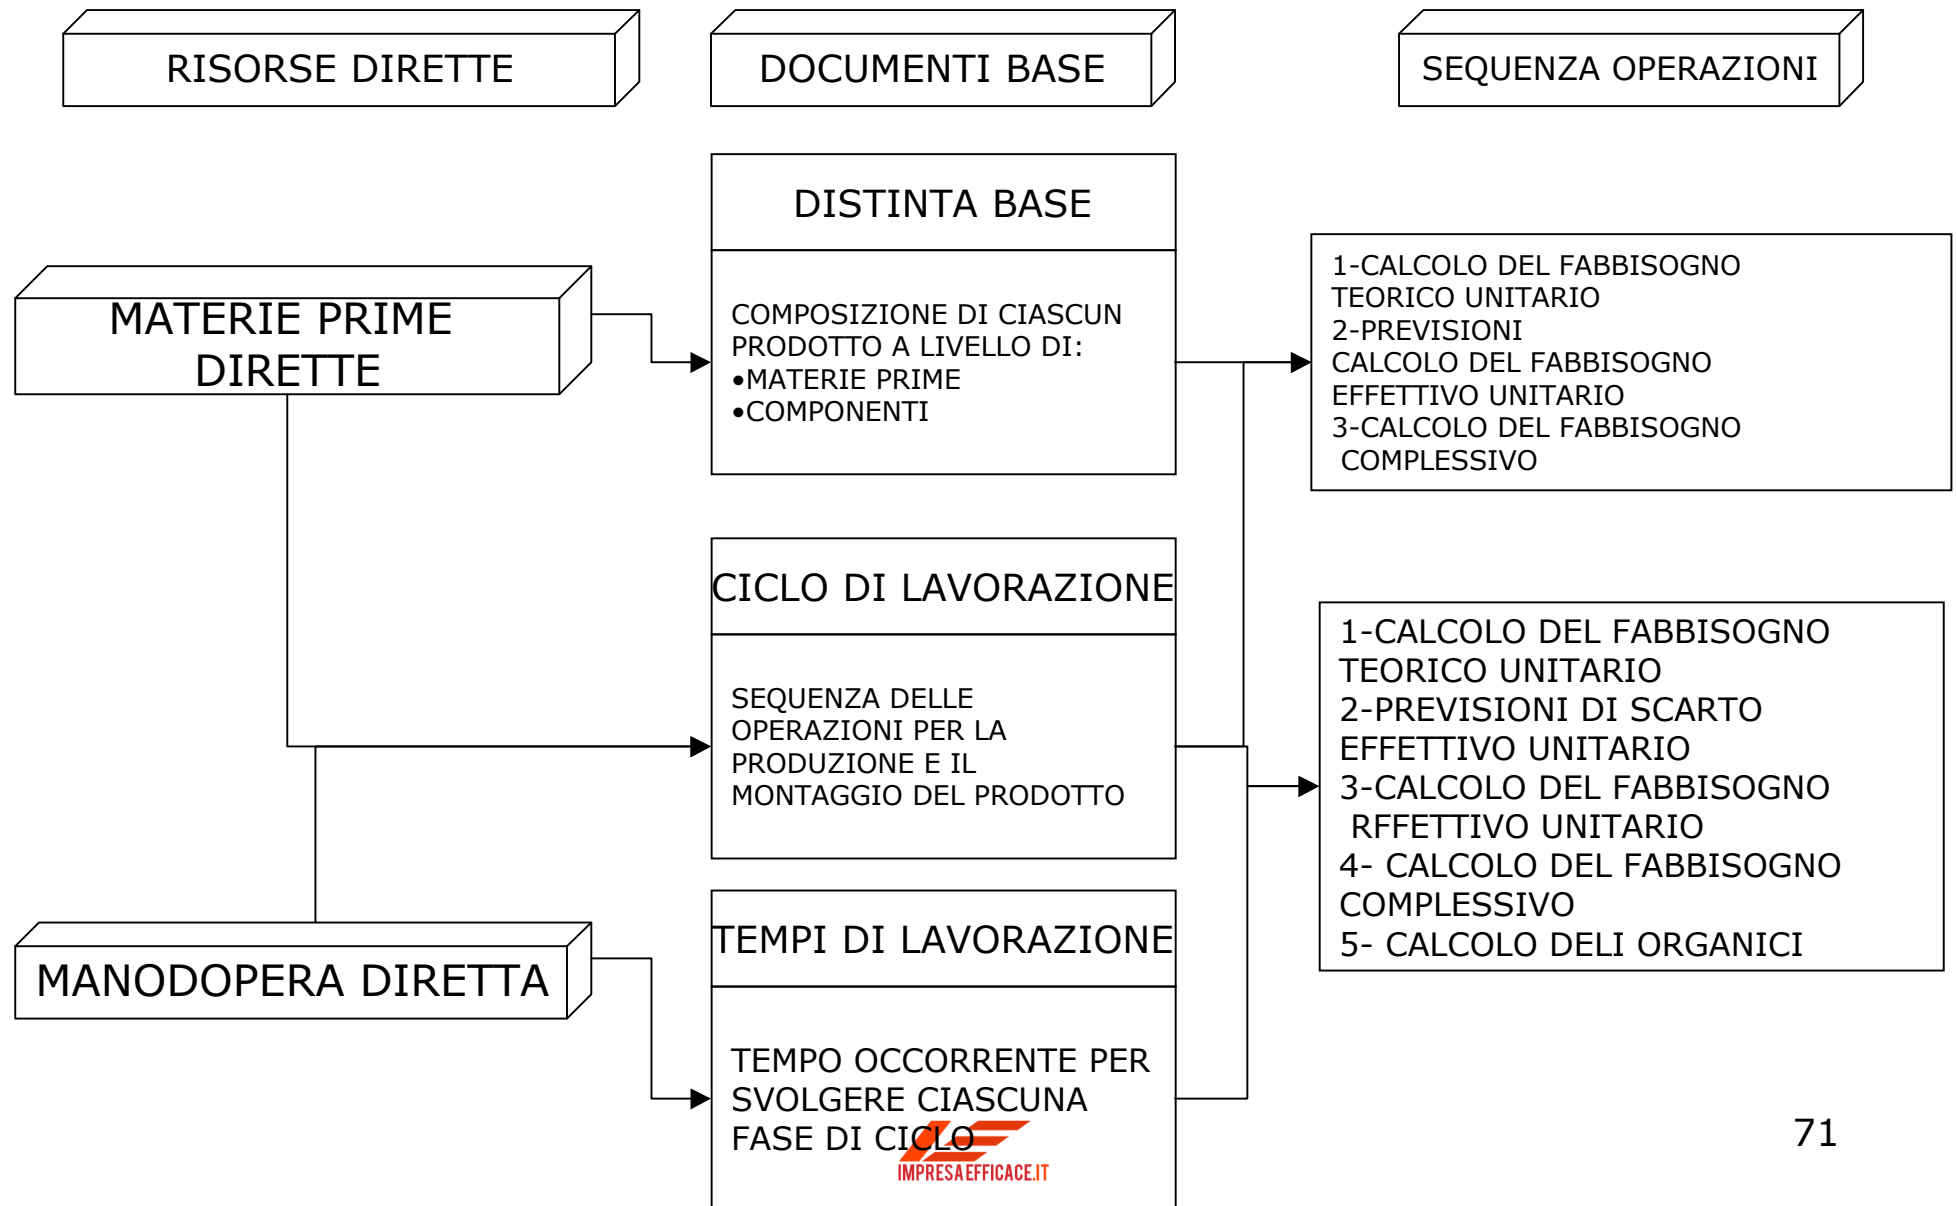 RISORSE DIRETTE
DOCUMENTI BASE
SEQUENZA OPERAZIONI
MATERIE PRIME
DIRETTE
DISTINTA BASE
COMPOSIZIONE DI CIASCUN
PRODOTTO A LIVELLO DI:
•MATERIE PRIME
•COMPONENTI
1-CALCOLO DEL FABBISOGNO
TEORICO UNITARIO
2-PREVISIONI
CALCOLO DEL FABBISOGNO
EFFETTIVO UNITARIO
3-CALCOLO DEL FABBISOGNO
COMPLESSIVO
CICLO DI LAVORAZIONE
SEQUENZA DELLE
OPERAZIONI PER LA
PRODUZIONE E IL
MONTAGGIO DEL PRODOTTO
1-CALCOLO DEL FABBISOGNO
TEORICO UNITARIO
2-PREVISIONI DI SCARTO
EFFETTIVO UNITARIO
3-CALCOLO DEL FABBISOGNO
RFFETTIVO UNITARIO
4- CALCOLO DEL FABBISOGNO
COMPLESSIVO
5- CALCOLO DELI ORGANICI
MANODOPERA DIRETTA
TEMPI DI LAVORAZIONE
TEMPO OCCORRENTE PER
SVOLGERE CIASCUNA
FASE DI CICLO
IMPRESAEFFICACE.IT
71